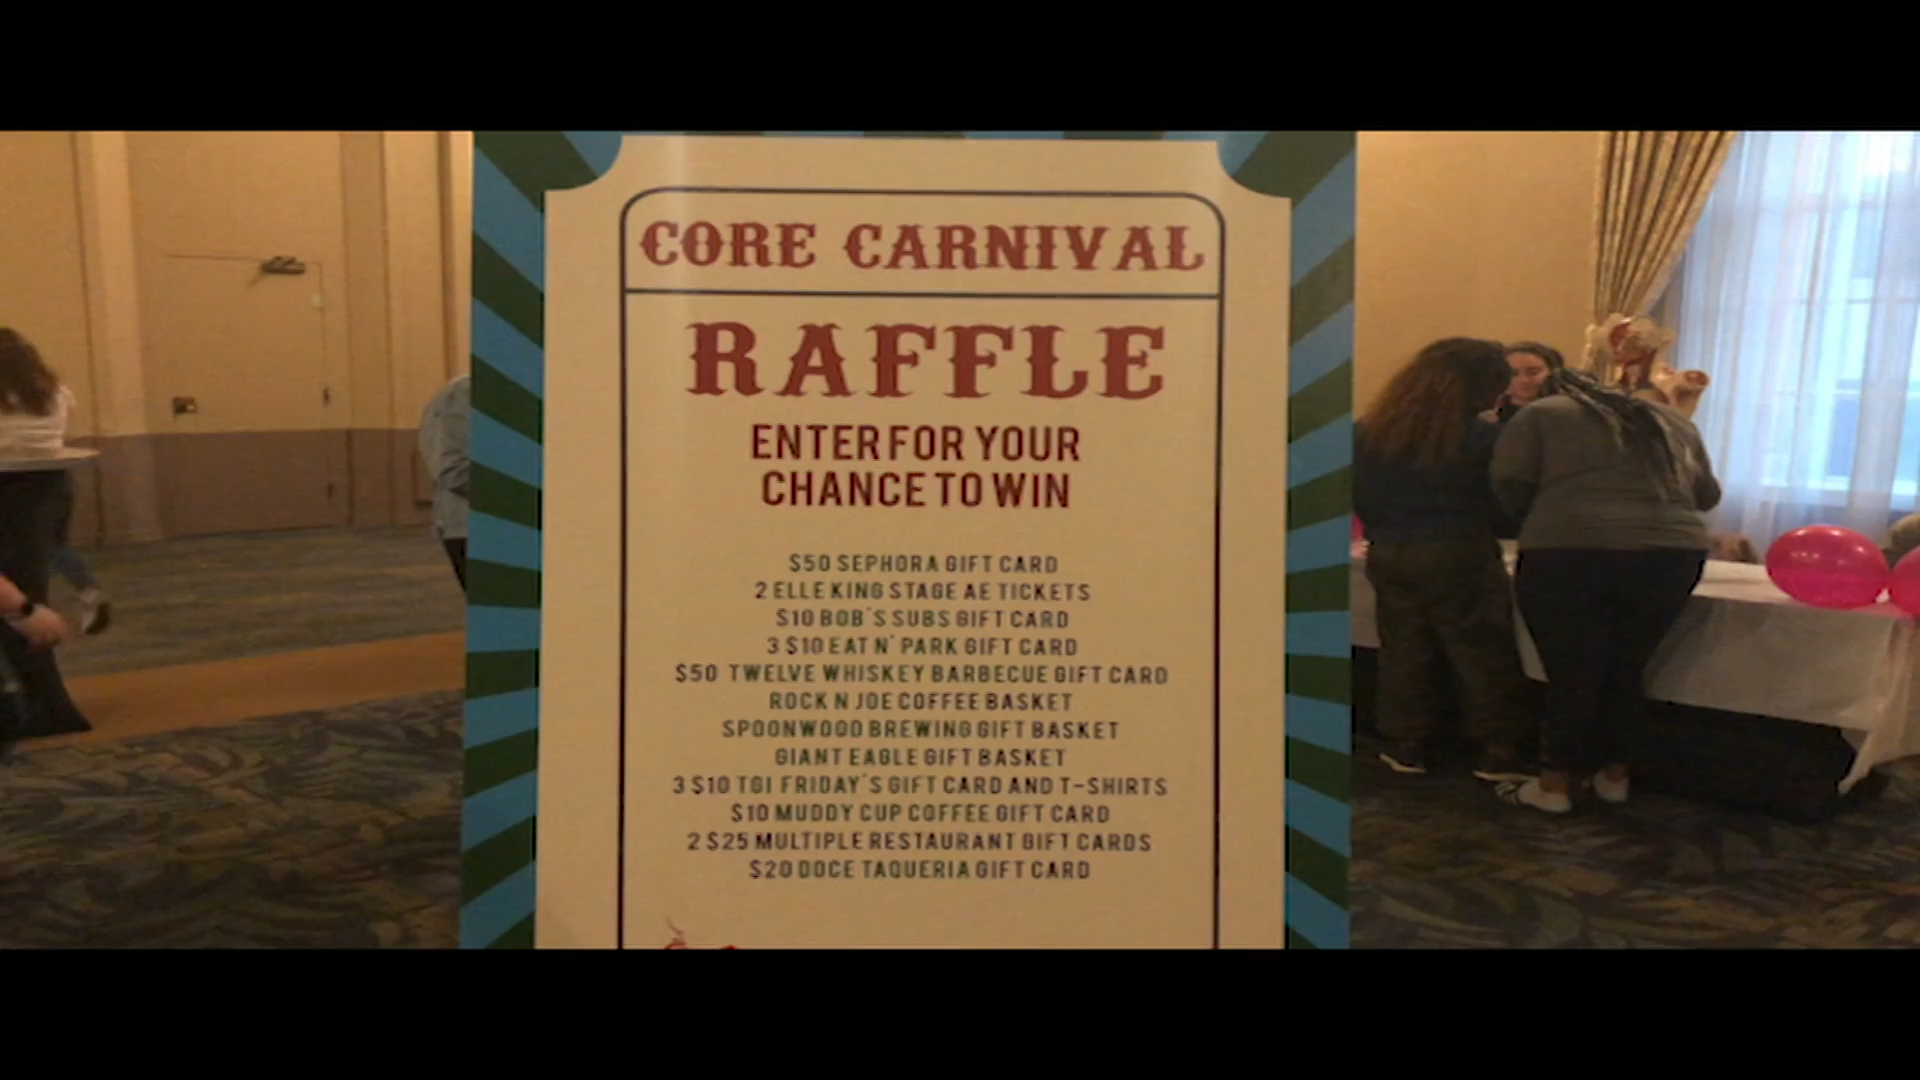 CORE CARNIVAL
RAFFLE
ENTER FOR YOUR
CHANCE TO WIN
$50 SEPHORA GIFT CARD
2 ELLE KING STAGE AE TICKETS
$10 BOB'S SUBS GIFT CARD
3 $10 EAT N' PARK GIFT CARD
$50 TWELVE WHISKEY BARBECUE GIFT CARD
ROCK N JOE COFFEE BASKET
SPOONWOOD BREWING GIFT BASKET
GIANT EAGLE GIFT BASKET
3 $10 TGI FRIDAY'S GIFT CARD AND T-SHIRTS
$10 MUDDY CUP COFFEE GIFT CARD
2 $25 MULTIPLE RESTAURANT GIFT CARDS
$20 DOCE TAQUERIA GIFT CARD